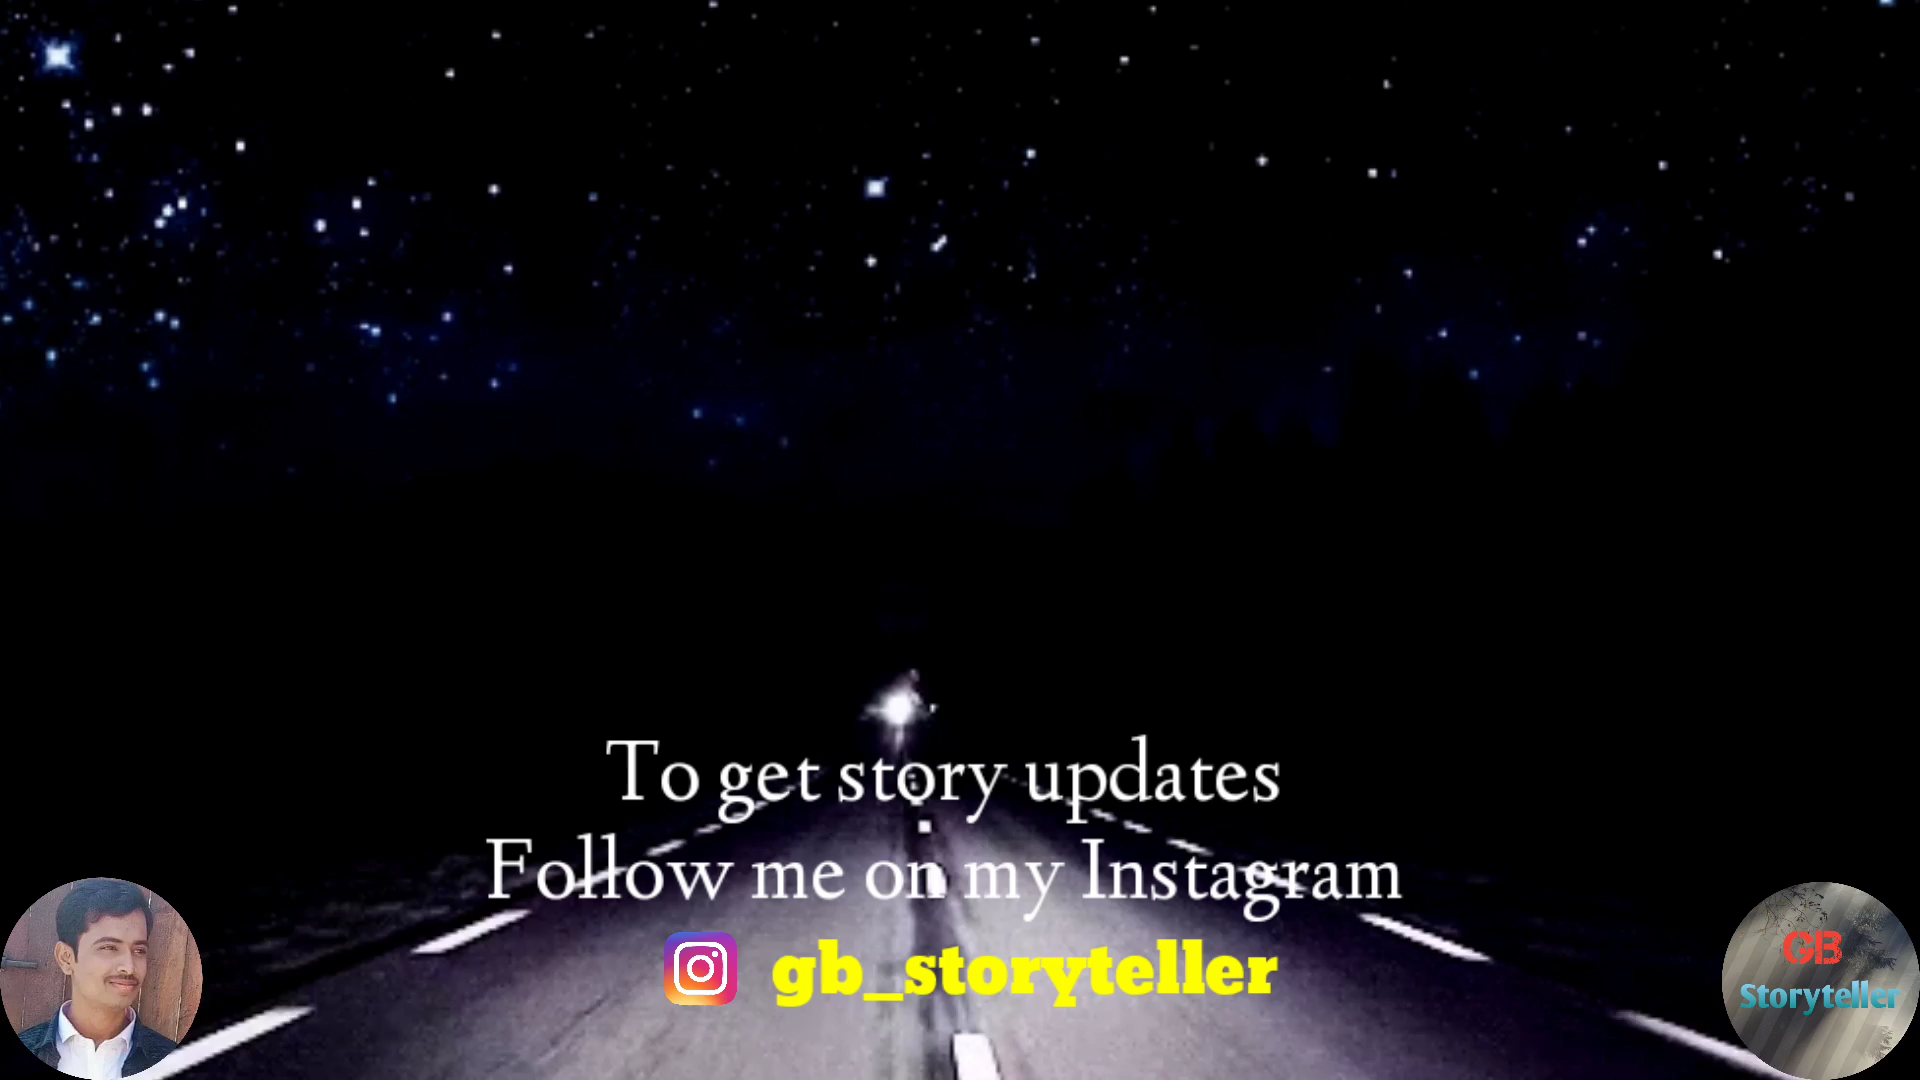 To get story updates
Follow me on my Instagram
gb_storyteller
GB
Storyteller